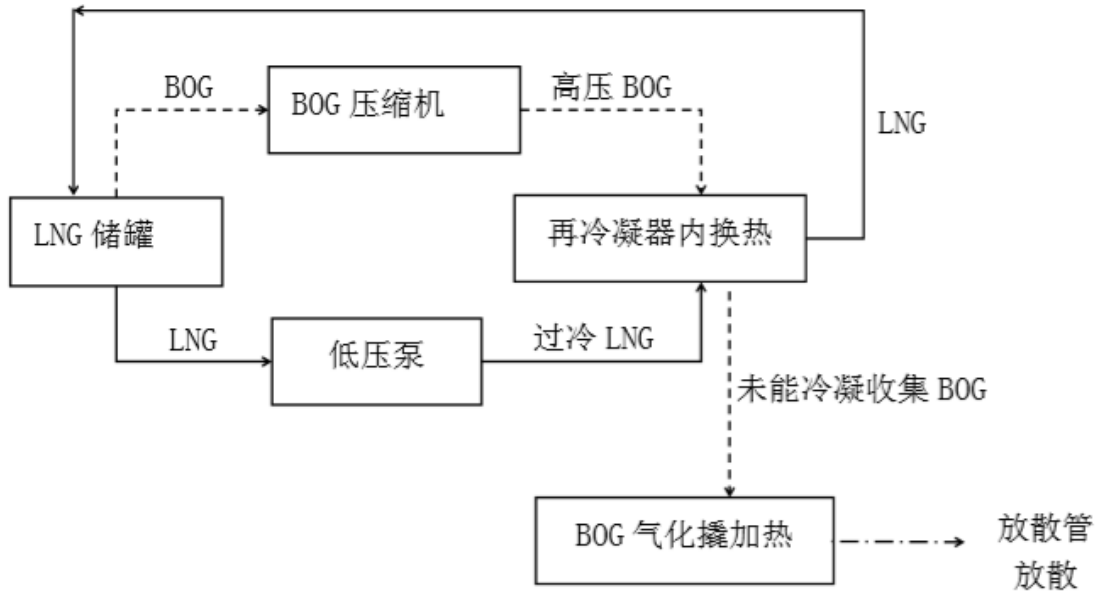 BOG
BOG 压缩机
高压 BOG
LNG
LNG 储罐
再冷凝器内换热
LNG
低压泵
过冷 LNG
未能冷凝收集 BOG
BOG 气化撬加热
放散管
放散